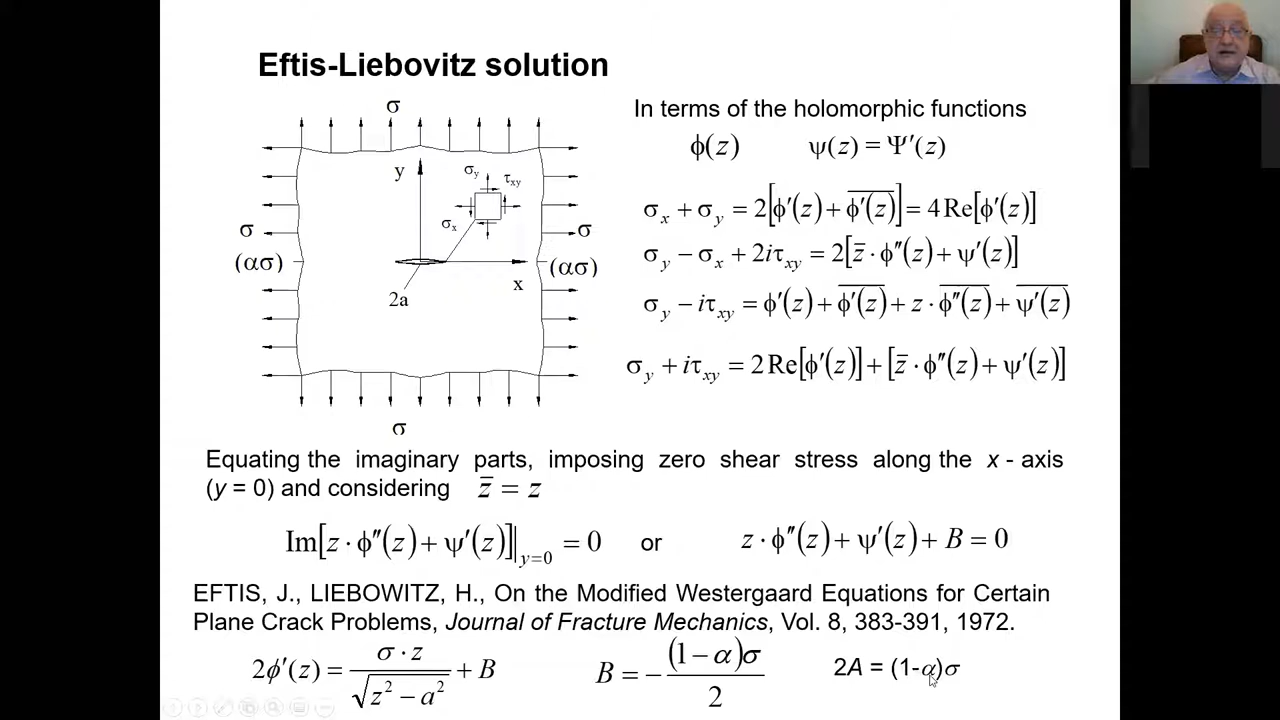 Eftis-Liebovitz solution
σ
y
σy
τxy
σx
σ
(ασ)
σ
(ασ)
x
2a
σ
In terms of the holomorphic functions
ϕ(z) ψ(z) = Ψ′(z)
σx + σy = 2[ϕ′(z) + \overline{ϕ′(z)}] = 4 Re[ϕ′(z)]
σy − σx + 2iτxy = 2[z̄ · ϕ″(z) + ψ′(z)]
σy − iτxy = ϕ′(z) + \overline{ϕ′(z)} + z · \overline{ϕ″(z)} + \overline{ψ′(z)}
σy + iτxy = 2 Re[ϕ′(z)] + [z̄ · ϕ″(z) + ψ′(z)]
Equating the imaginary parts, imposing zero shear stress along the x - axis
(y = 0) and considering z̄ = z
Im[z · ϕ″(z) + ψ′(z)]|y=0 = 0 or z · ϕ″(z) + ψ′(z) + B = 0
EFTIS, J., LIEBOWITZ, H., On the Modified Westergaard Equations for Certain
Plane Crack Problems, Journal of Fracture Mechanics, Vol. 8, 383-391, 1972.
2ϕ′(z) = σ · z / √(z² − a²) + B B = − (1 − α)σ / 2 2A = (1-α)σ